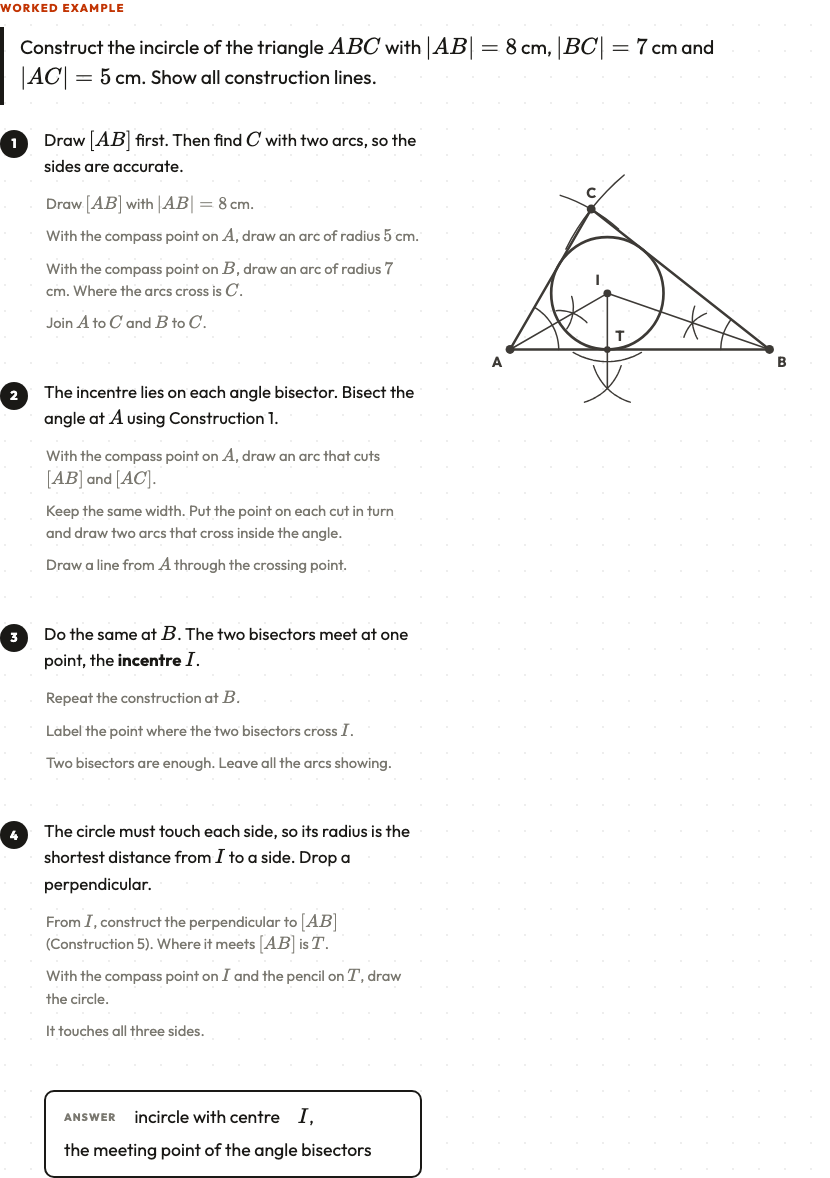 WORKED EXAMPLE
Construct the incircle of the triangle ABC with |AB| = 8 cm, |BC| = 7 cm and
|AC| = 5 cm. Show all construction lines.
1
Draw [AB] first. Then find C with two arcs, so the
sides are accurate.
Draw [AB] with |AB| = 8 cm.
With the compass point on A, draw an arc of radius 5 cm.
With the compass point on B, draw an arc of radius 7
cm. Where the arcs cross is C.
Join A to C and B to C.
C
I
T
A
B
2
The incentre lies on each angle bisector. Bisect the
angle at A using Construction 1.
With the compass point on A, draw an arc that cuts
[AB] and [AC].
Keep the same width. Put the point on each cut in turn
and draw two arcs that cross inside the angle.
Draw a line from A through the crossing point.
3
Do the same at B. The two bisectors meet at one
point, the incentre I.
Repeat the construction at B.
Label the point where the two bisectors cross I.
Two bisectors are enough. Leave all the arcs showing.
4
The circle must touch each side, so its radius is the
shortest distance from I to a side. Drop a
perpendicular.
From I, construct the perpendicular to [AB]
(Construction 5). Where it meets [AB] is T.
With the compass point on I and the pencil on T, draw
the circle.
It touches all three sides.
ANSWER incircle with centre I,
the meeting point of the angle bisectors